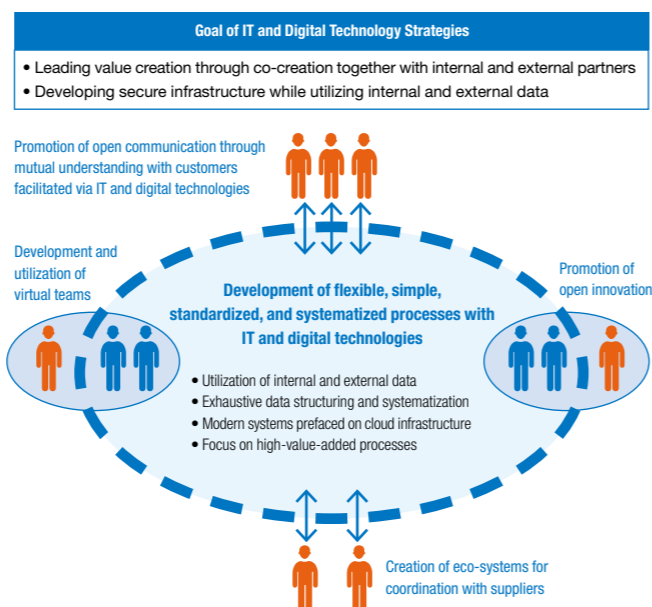 Goal of IT and Digital Technology Strategies
• Leading value creation through co-creation together with internal and external partners
• Developing secure infrastructure while utilizing internal and external data
Promotion of open communication through
mutual understanding with customers
facilitated via IT and digital technologies
Development and
utilization of
virtual teams
Promotion of
open innovation
Development of flexible, simple,
standardized, and systematized processes with
IT and digital technologies
• Utilization of internal and external data
• Exhaustive data structuring and systematization
• Modern systems prefaced on cloud infrastructure
• Focus on high-value-added processes
Creation of eco-systems for
coordination with suppliers